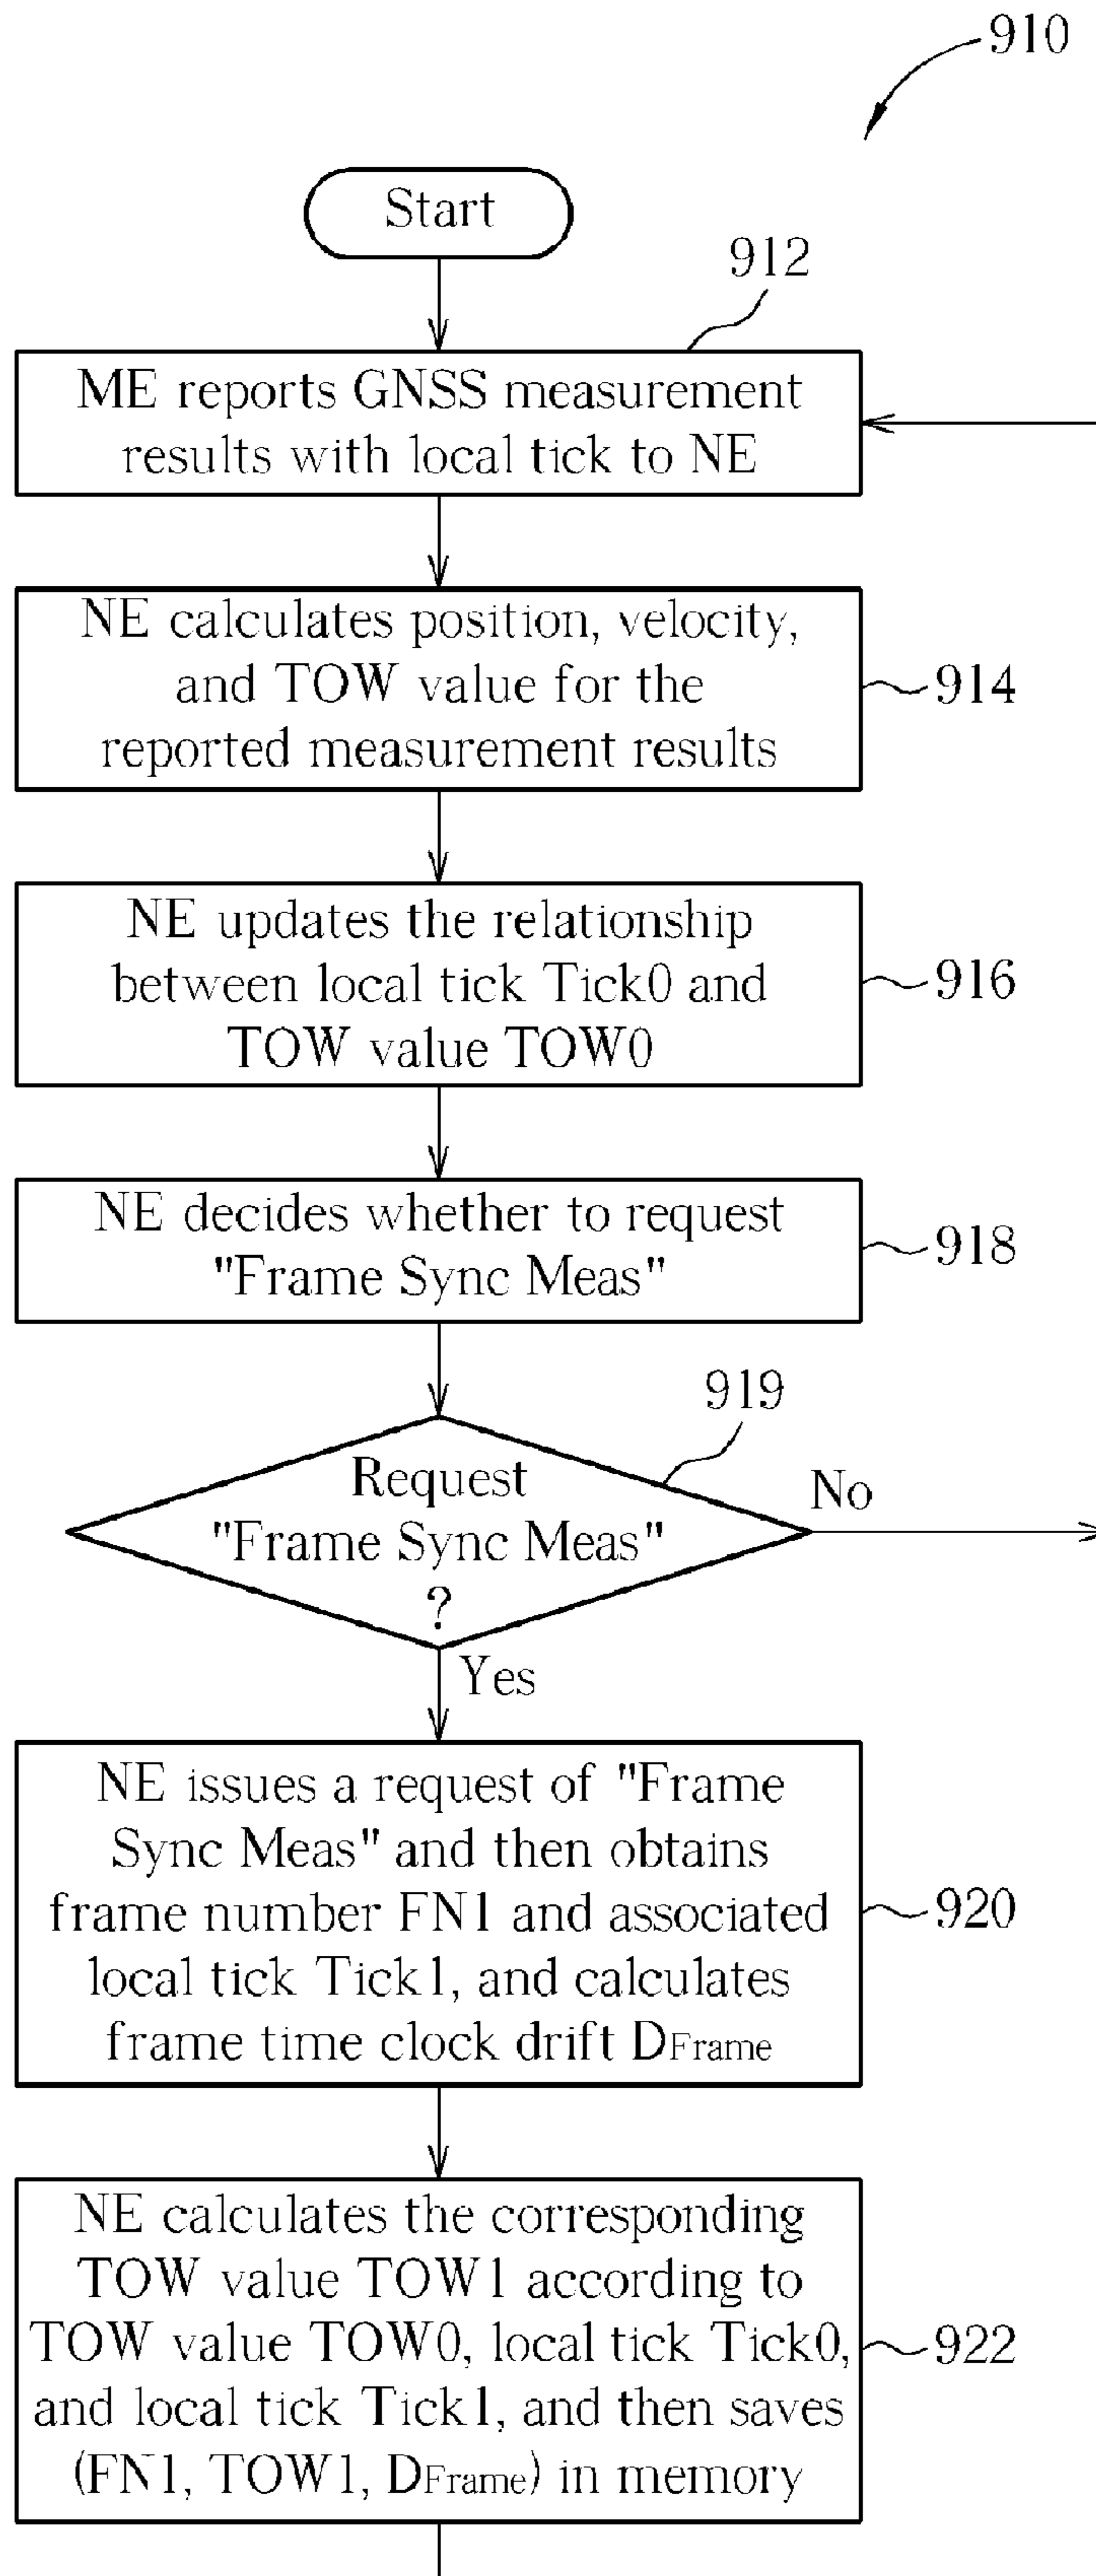 910
Start
912
ME reports GNSS measurement
results with local tick to NE
NE calculates position, velocity,
and TOW value for the
reported measurement results
914
NE updates the relationship
between local tick Tick0 and
TOW value TOW0
916
NE decides whether to request
"Frame Sync Meas"
918
919
Request
"Frame Sync Meas"
?
No
Yes
NE issues a request of "Frame
Sync Meas" and then obtains
frame number FN1 and associated
local tick Tick1, and calculates
frame time clock drift DFrame
920
NE calculates the corresponding
TOW value TOW1 according to
TOW value TOW0, local tick Tick0,
and local tick Tick1, and then saves
(FN1, TOW1, DFrame) in memory
922